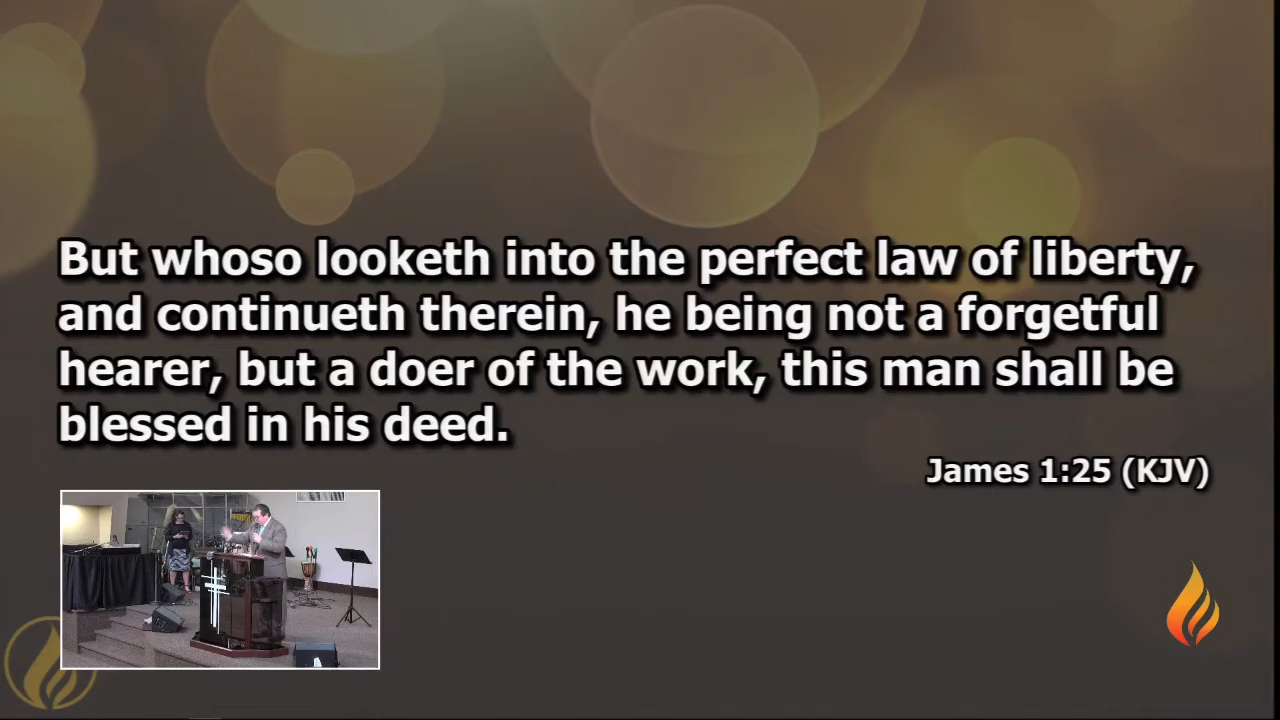 But whoso looketh into the perfect law of liberty,
and continueth therein, he being not a forgetful
hearer, but a doer of the work, this man shall be
blessed in his deed.
James 1:25 (KJV)